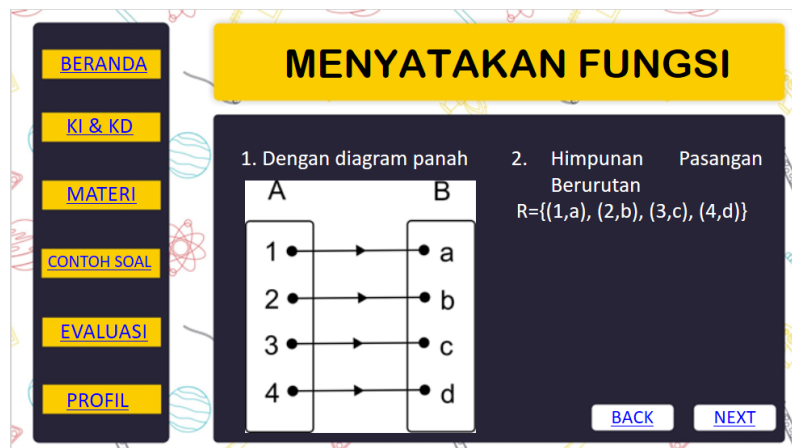 BERANDA
KI & KD
MATERI
CONTOH SOAL
EVALUASI
PROFIL
MENYATAKAN FUNGSI
1. Dengan diagram panah
A B
1 a
2 b
3 c
4 d
2. Himpunan Pasangan
Berurutan
R={(1,a), (2,b), (3,c), (4,d)}
BACK
NEXT